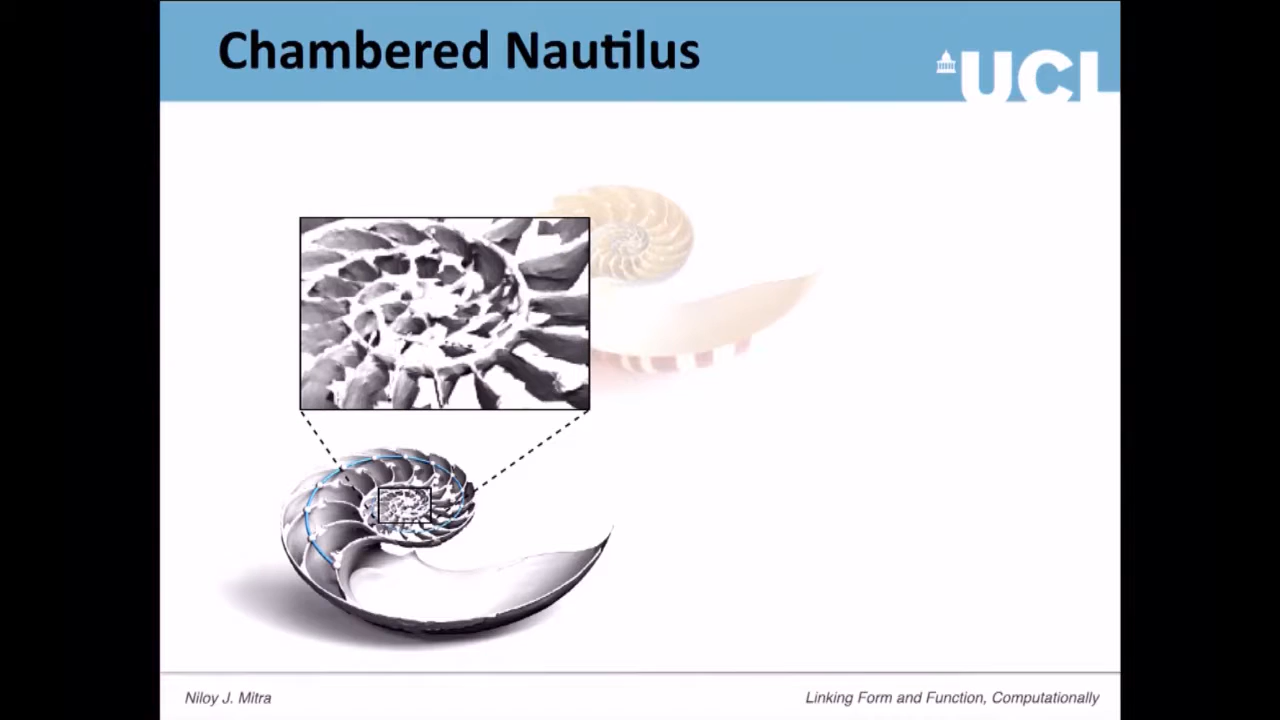 Chambered Nautilus
UCL
Niloy J. Mitra
Linking Form and Function, Computationally